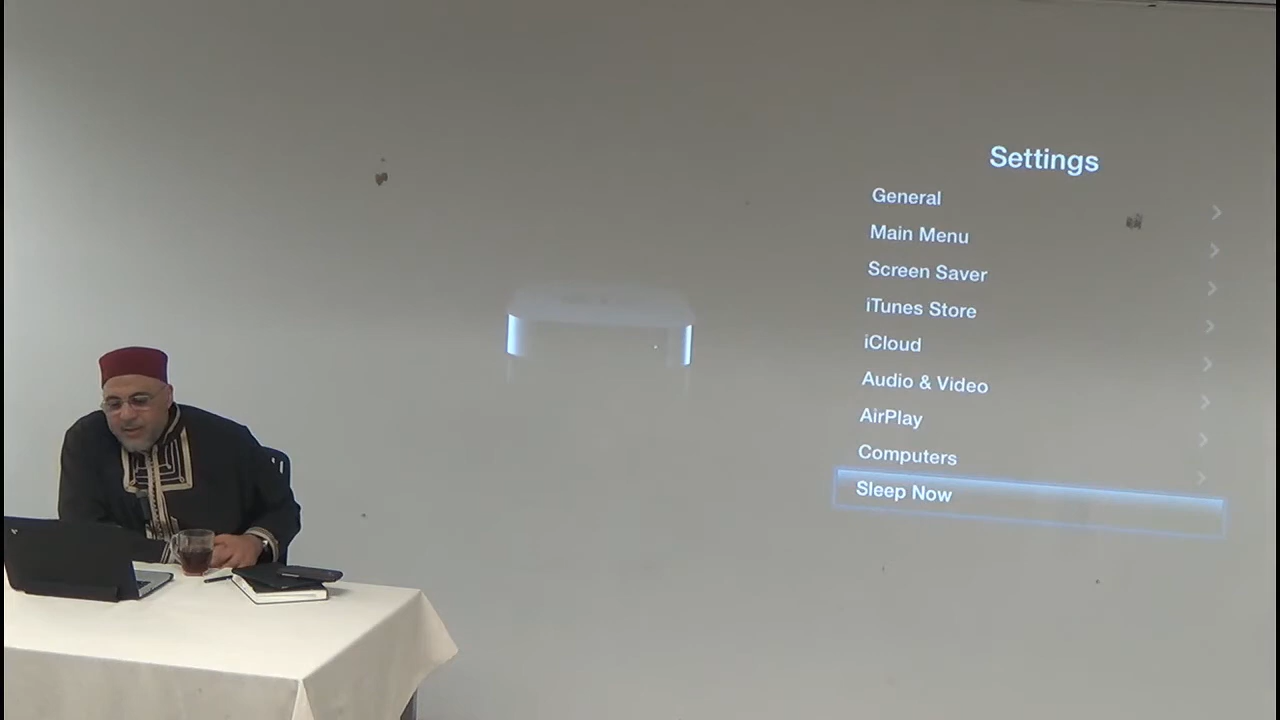 Settings
General
Main Menu
Screen Saver
iTunes Store
iCloud
Audio & Video
AirPlay
Computers
Sleep Now